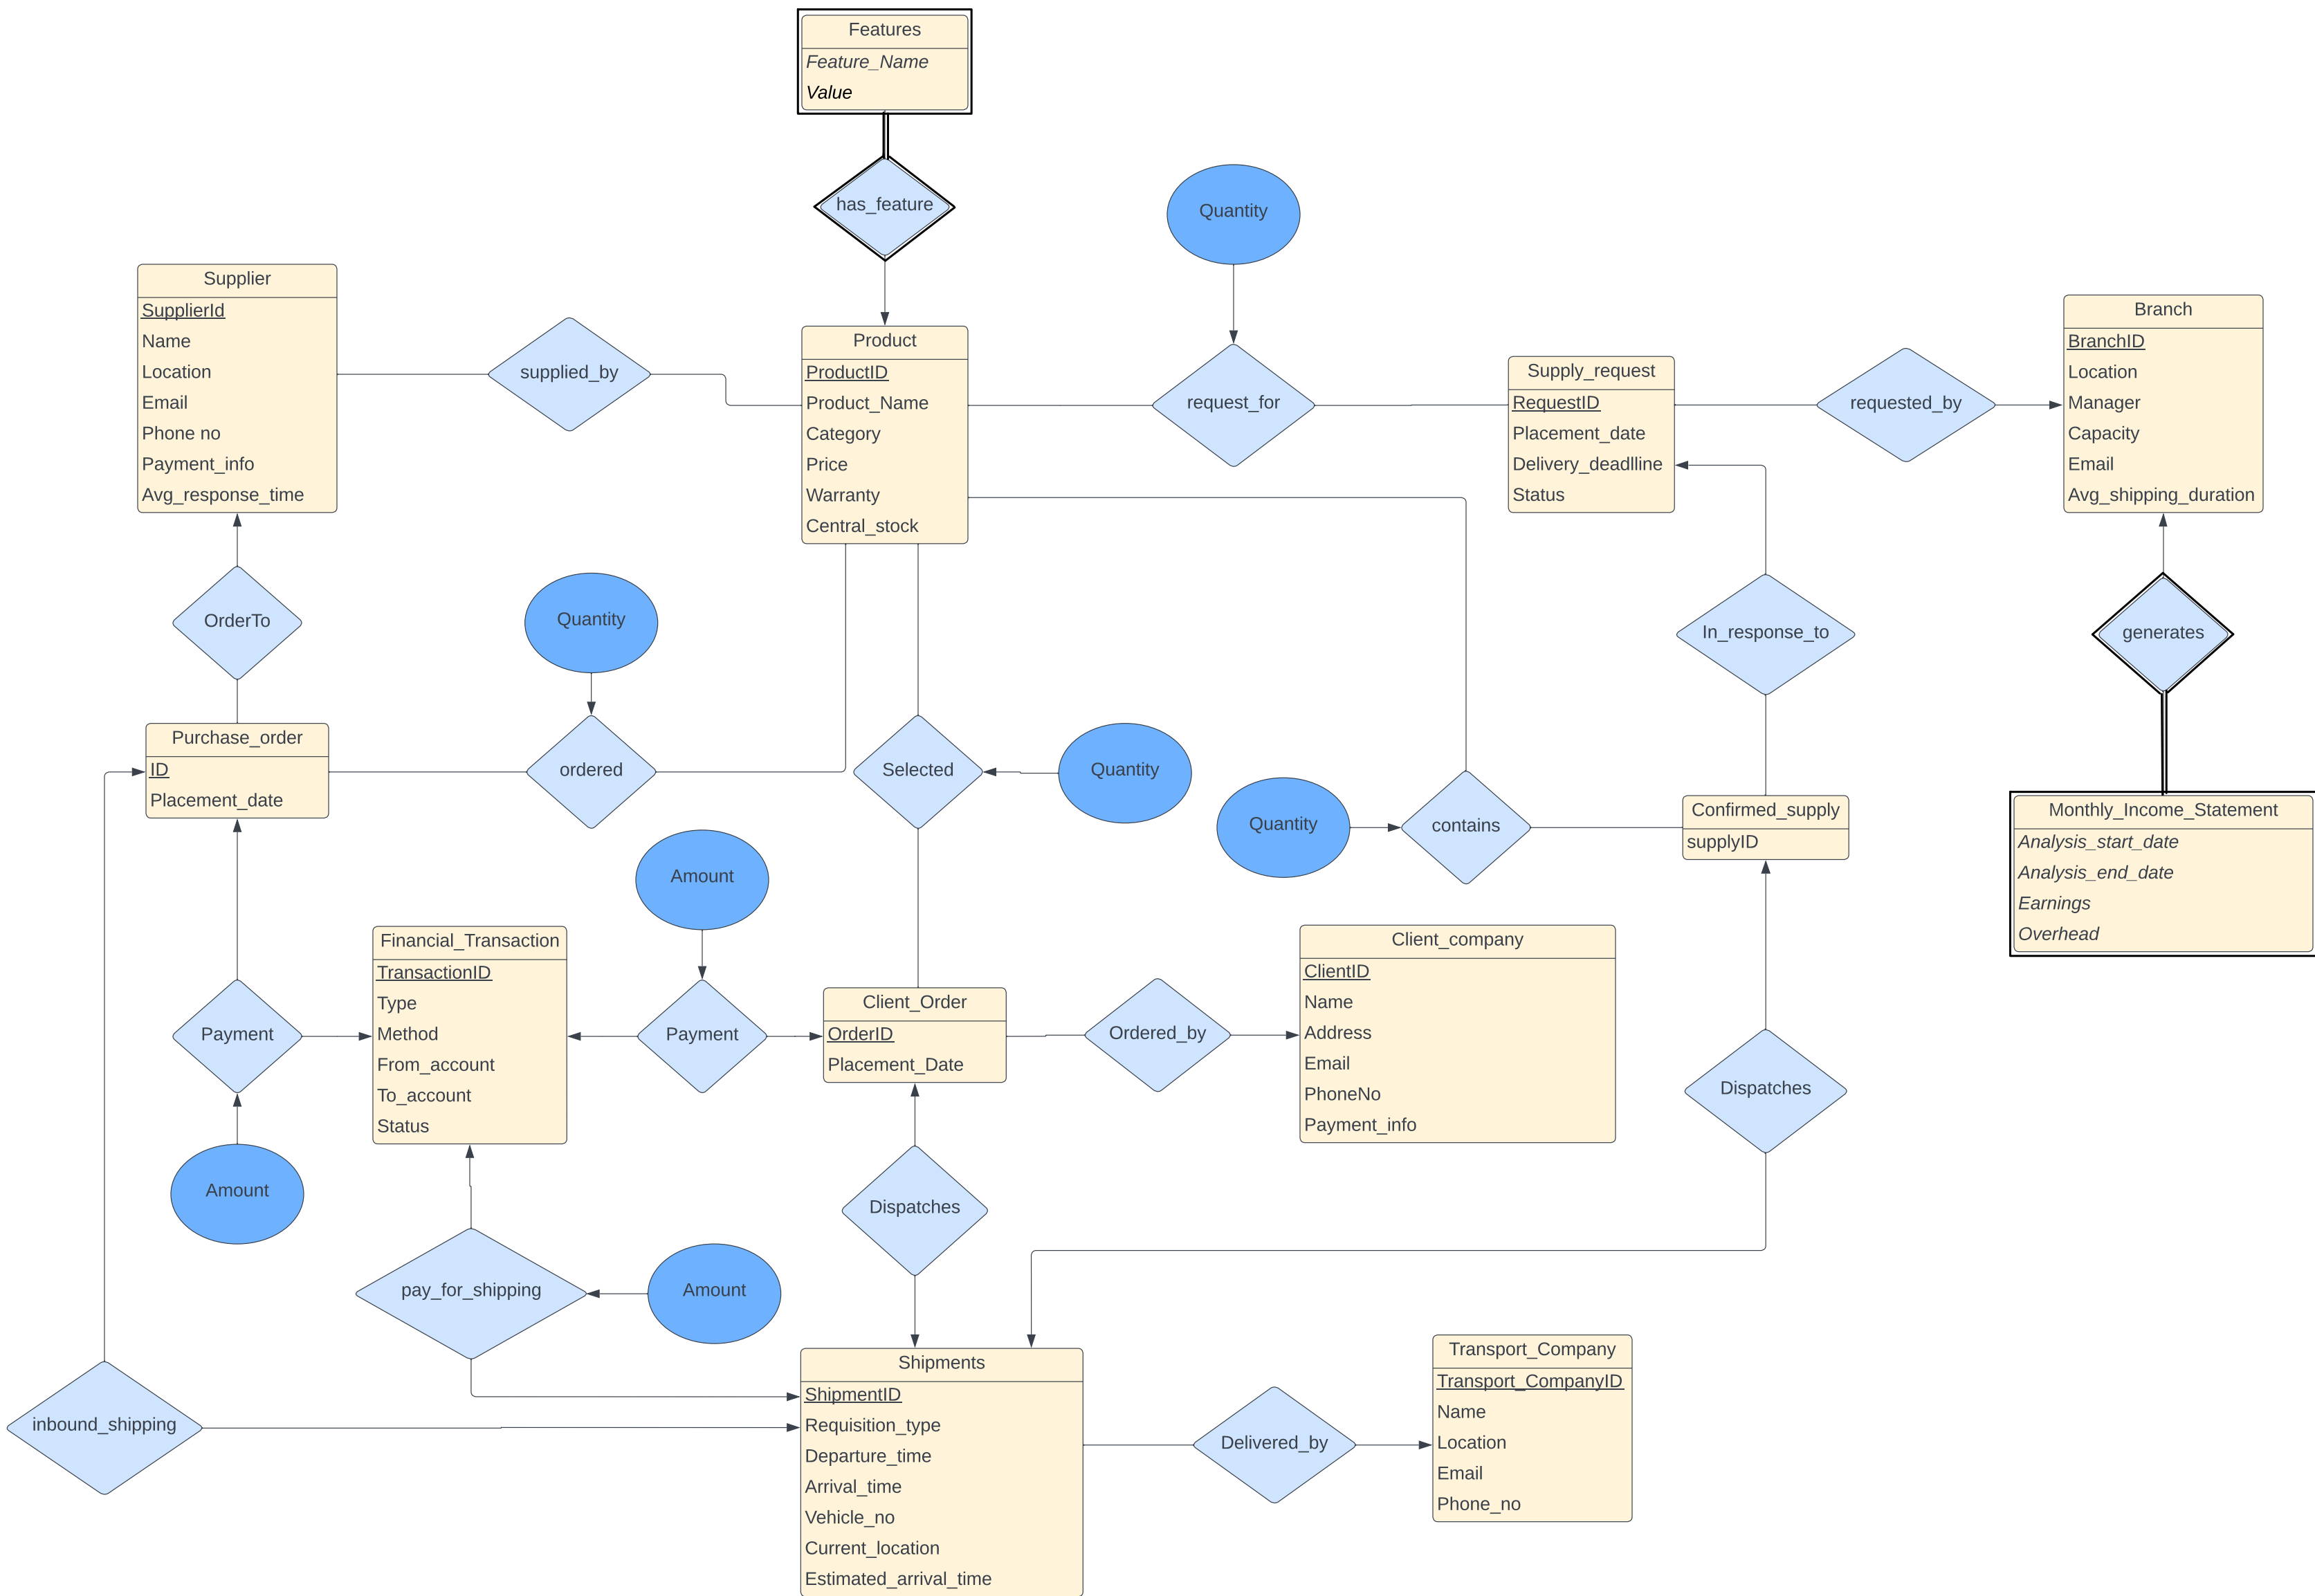 Features
Feature_Name
Value
has_feature
Quantity
Supplier
SupplierId
Name
Location
Email
Phone no
Payment_info
Avg_response_time
supplied_by
Product
ProductID
Product_Name
Category
Price
Warranty
Central_stock
request_for
Supply_request
RequestID
Placement_date
Delivery_deadlline
Status
requested_by
Branch
BranchID
Location
Manager
Capacity
Email
Avg_shipping_duration
OrderTo
Quantity
In_response_to
generates
Purchase_order
ID
Placement_date
ordered
Selected
Quantity
Quantity
contains
Confirmed_supply
supplyID
Monthly_Income_Statement
Analysis_start_date
Analysis_end_date
Earnings
Overhead
Amount
Payment
Financial_Transaction
TransactionID
Type
Method
From_account
To_account
Status
Payment
Client_Order
OrderID
Placement_Date
Ordered_by
Client_company
ClientID
Name
Address
Email
PhoneNo
Payment_info
Dispatches
Amount
Dispatches
pay_for_shipping
Amount
inbound_shipping
Shipments
ShipmentID
Requisition_type
Departure_time
Arrival_time
Vehicle_no
Current_location
Estimated_arrival_time
Delivered_by
Transport_Company
Transport_CompanyID
Name
Location
Email
Phone_no